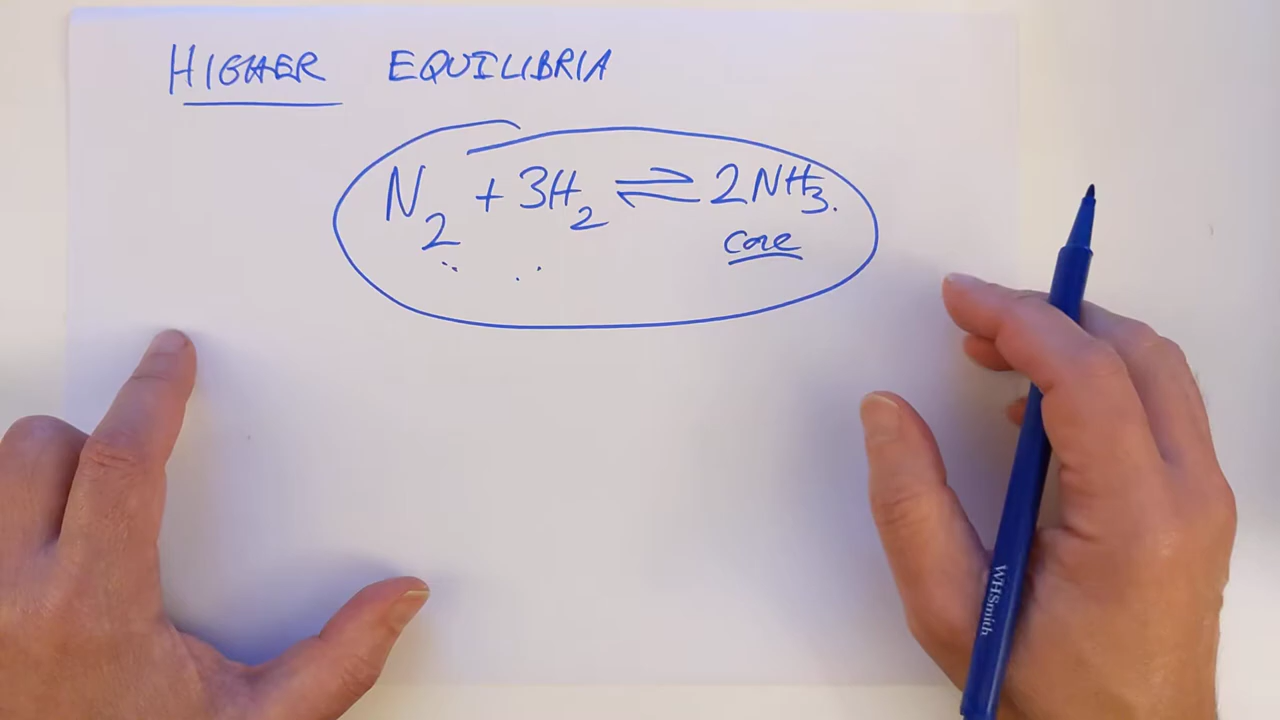 HIGHER EQUILIBRIA
N₂ + 3H₂ ⇌ 2NH₃.
core
WHSmith